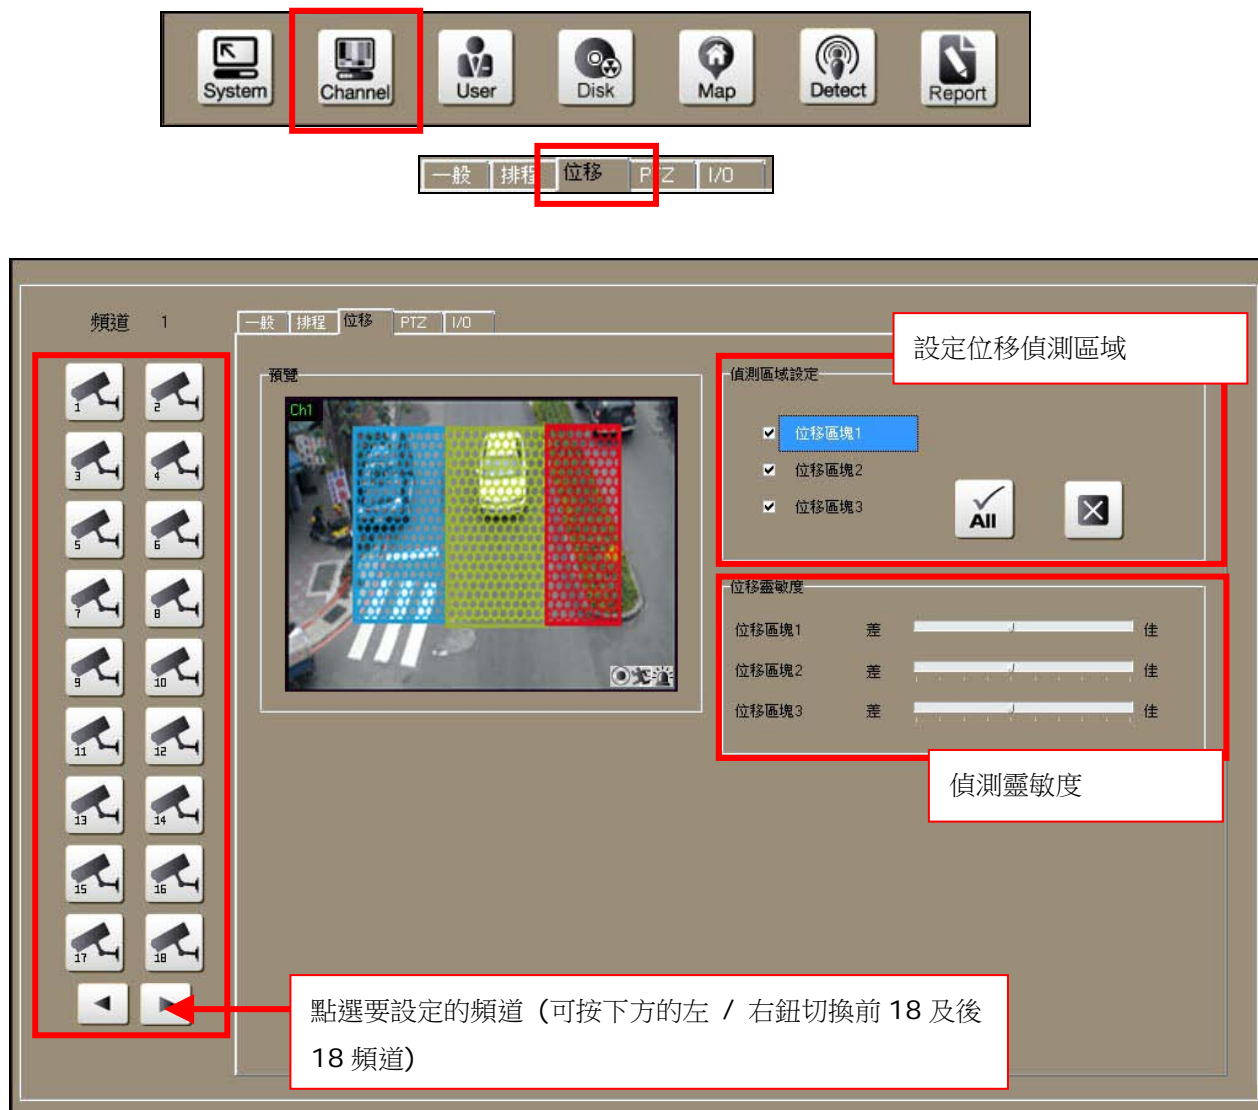 System Channel User Disk Map Detect Report
一般 排程 位移 PTZ I/O
頻道 1
一般 排程 位移 PTZ I/O
設定位移偵測區域
預覽
Ch1
偵測區域設定
位移區塊1
位移區塊2
位移區塊3
All
位移靈敏度
位移區塊1 差 佳
位移區塊2 差 佳
位移區塊3 差 佳
偵測靈敏度
1 2
3 4
5 6
7 8
9 10
11 12
13 14
15 16
17 18
點選要設定的頻道 (可按下方的左 / 右鈕切換前 18 及後
18 頻道)